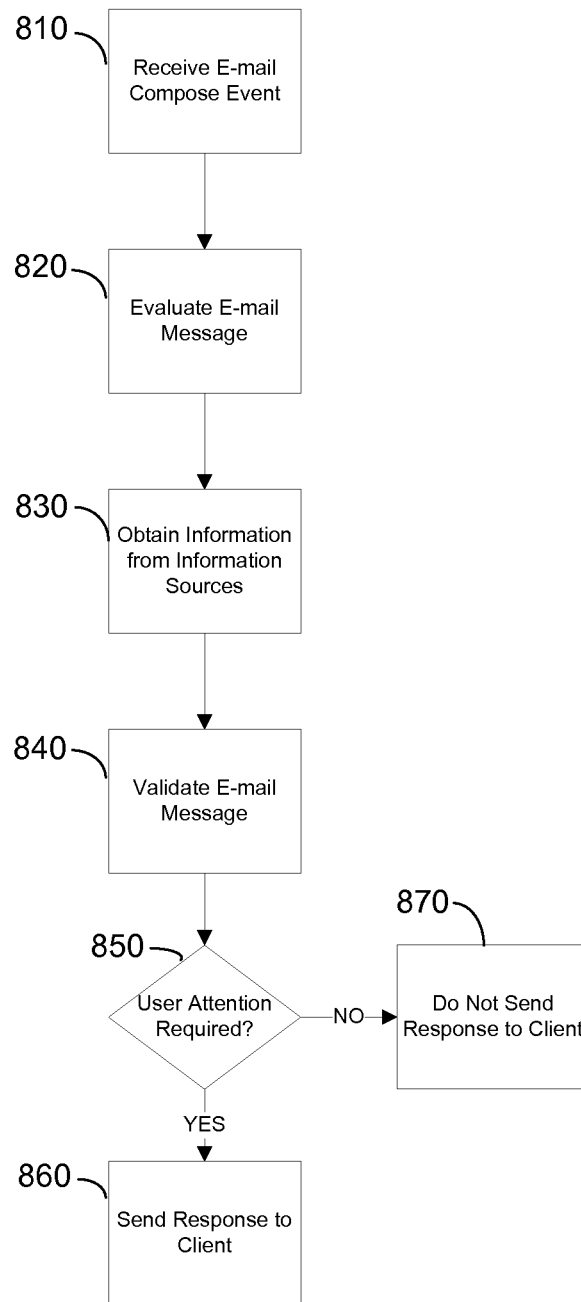 810
Receive E-mail
Compose Event
820
Evaluate E-mail
Message
830
Obtain Information
from Information
Sources
840
Validate E-mail
Message
850
User Attention
Required?
NO
870
Do Not Send
Response to Client
YES
860
Send Response to
Client